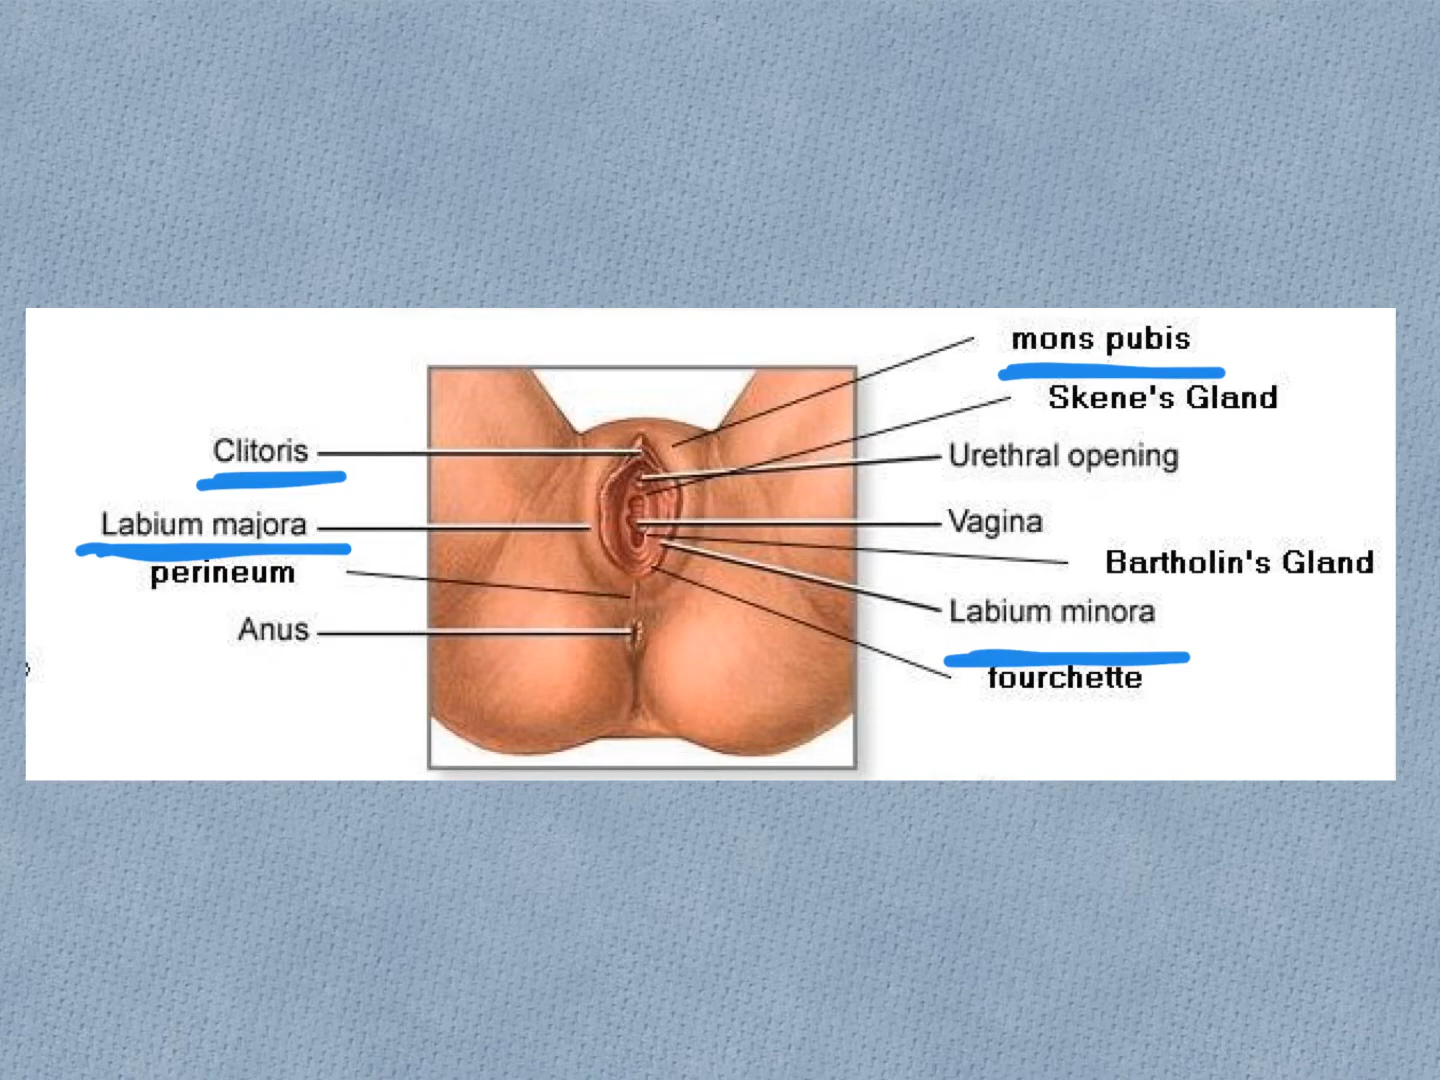 mons pubis
Skene's Gland
Clitoris
Urethral opening
Labium majora
Vagina
perineum
Bartholin's Gland
Anus
Labium minora
fourchette